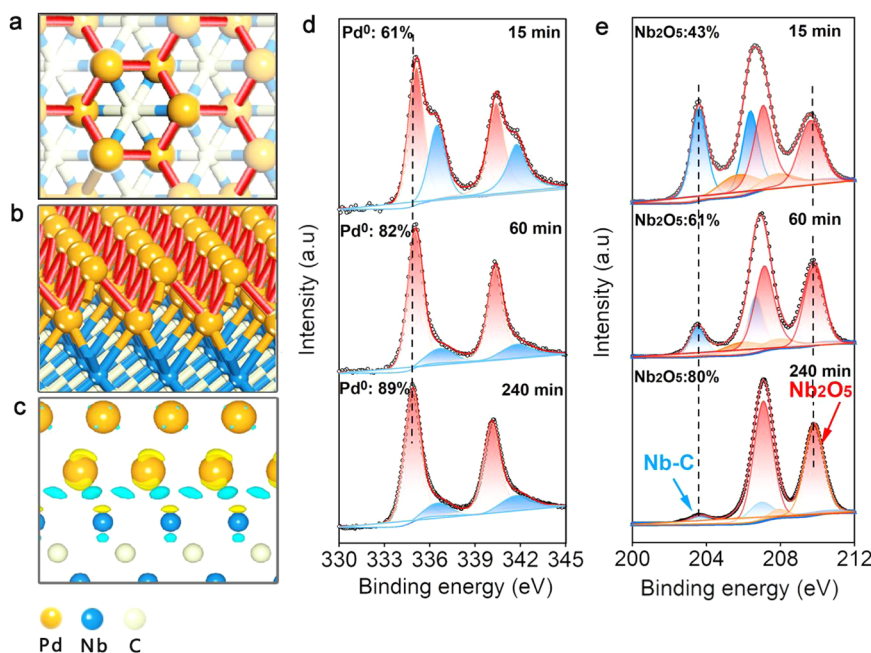 a
b
c
Pd Nb C
d
Pd⁰: 61% 15 min
Pd⁰: 82% 60 min
Pd⁰: 89% 240 min
Intensity (a.u)
330 333 336 339 342 345
Binding energy (eV)
e
Nb₂O₅:43% 15 min
Nb₂O₅:61% 60 min
Nb₂O₅:80% 240 min
Nb₂O₅
Nb-C
Intensity (a.u)
200 204 208 212
Binding energy (eV)